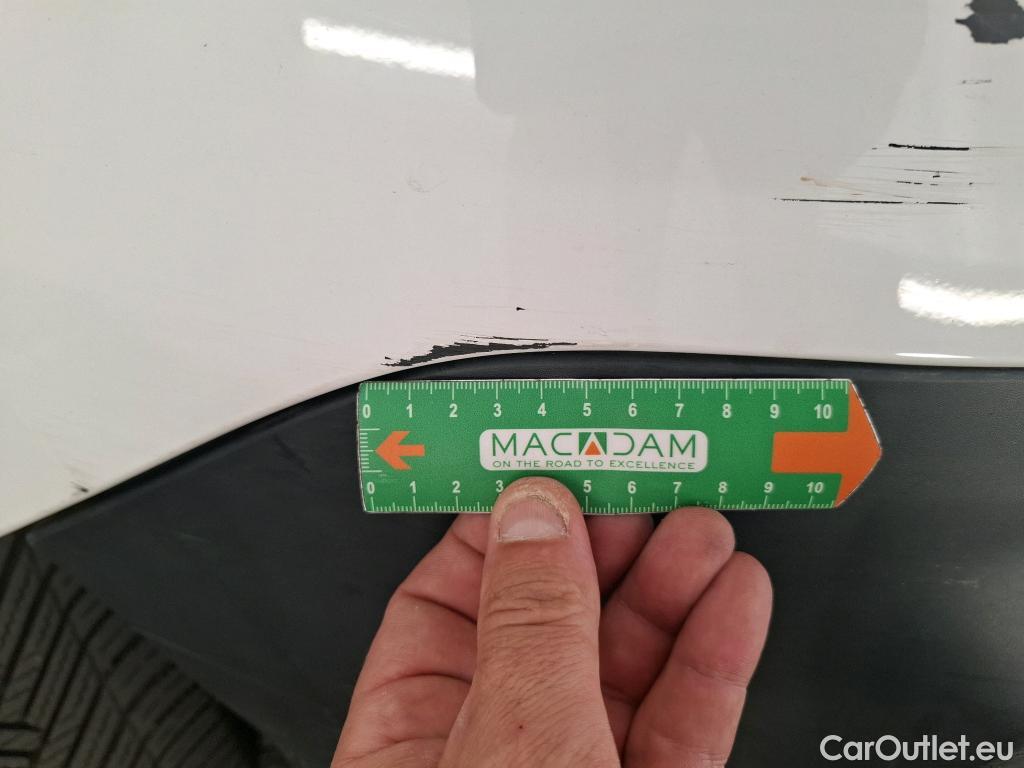 0 1 2 3 4 5 6 7 8 9 10
MACADAM
ON THE ROAD TO EXCELLENCE
0 1 2 3 5 6 7 8 9 10
CarOutlet.eu